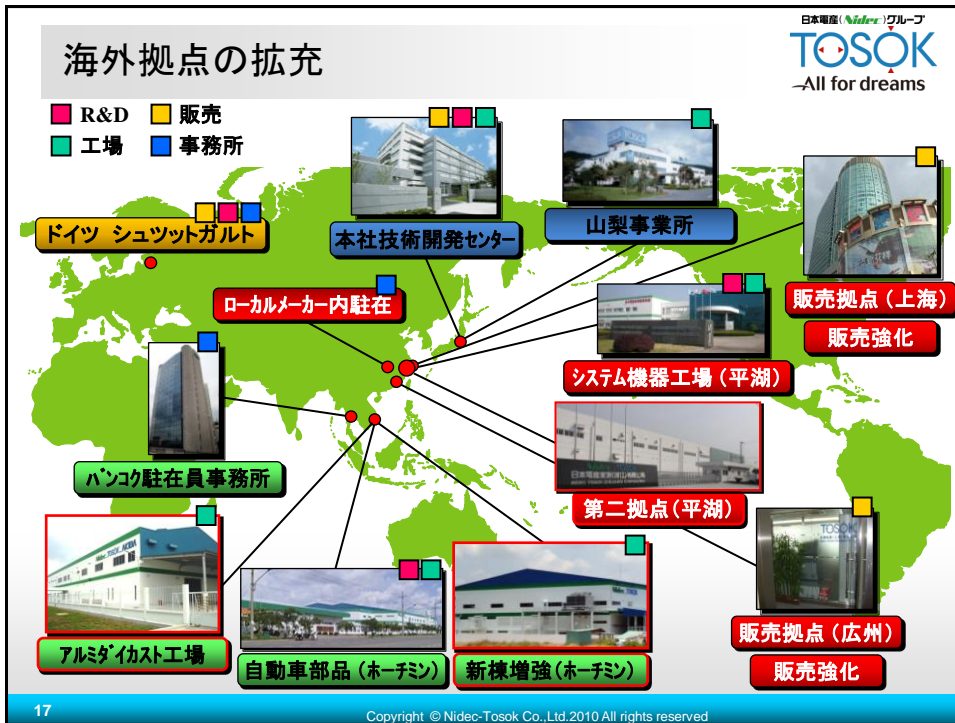 海外拠点の拡充
日本電産(Nidec)グループ
TOSOK
All for dreams
R&D
販売
工場
事務所
ドイツ シュツットガルト
本社技術開発センター
山梨事業所
ローカルメーカー内駐在
販売拠点(上海)
販売強化
システム機器工場(平湖)
バンコク駐在員事務所
第二拠点(平湖)
TOSOK
アルミダイカスト工場
自動車部品(ホーチミン)
新棟増強(ホーチミン)
販売拠点(広州)
販売強化
17
Copyright © Nidec-Tosok Co.,Ltd.2010 All rights reserved